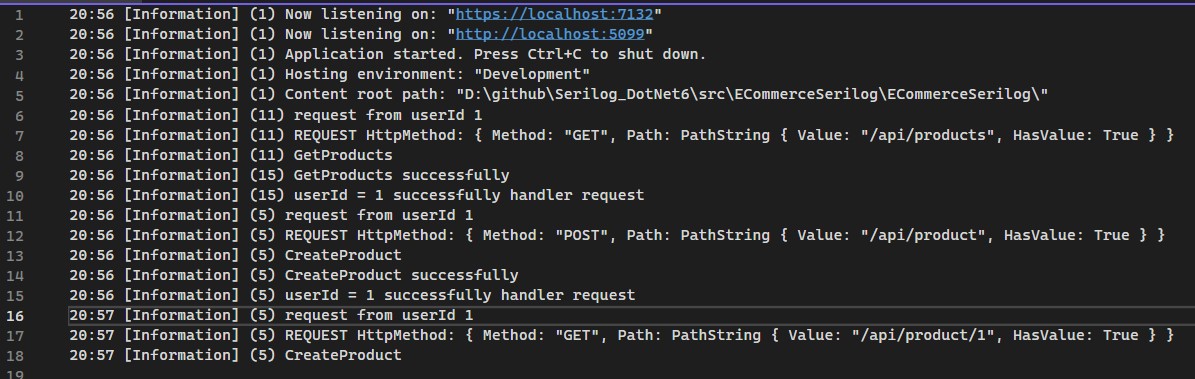 1 20:56 [Information] (1) Now listening on: "https://localhost:7132"
2 20:56 [Information] (1) Now listening on: "http://localhost:5099"
3 20:56 [Information] (1) Application started. Press Ctrl+C to shut down.
4 20:56 [Information] (1) Hosting environment: "Development"
5 20:56 [Information] (1) Content root path: "D:\github\Serilog_DotNet6\src\ECommerceSerilog\ECommerceSerilog\"
6 20:56 [Information] (11) request from userId 1
7 20:56 [Information] (11) REQUEST HttpMethod: { Method: "GET", Path: PathString { Value: "/api/products", HasValue: True } }
8 20:56 [Information] (11) GetProducts
9 20:56 [Information] (15) GetProducts successfully
10 20:56 [Information] (15) userId = 1 successfully handler request
11 20:56 [Information] (5) request from userId 1
12 20:56 [Information] (5) REQUEST HttpMethod: { Method: "POST", Path: PathString { Value: "/api/product", HasValue: True } }
13 20:56 [Information] (5) CreateProduct
14 20:56 [Information] (5) CreateProduct successfully
15 20:56 [Information] (5) userId = 1 successfully handler request
16 20:57 [Information] (5) request from userId 1
17 20:57 [Information] (5) REQUEST HttpMethod: { Method: "GET", Path: PathString { Value: "/api/product/1", HasValue: True } }
18 20:57 [Information] (5) CreateProduct
19